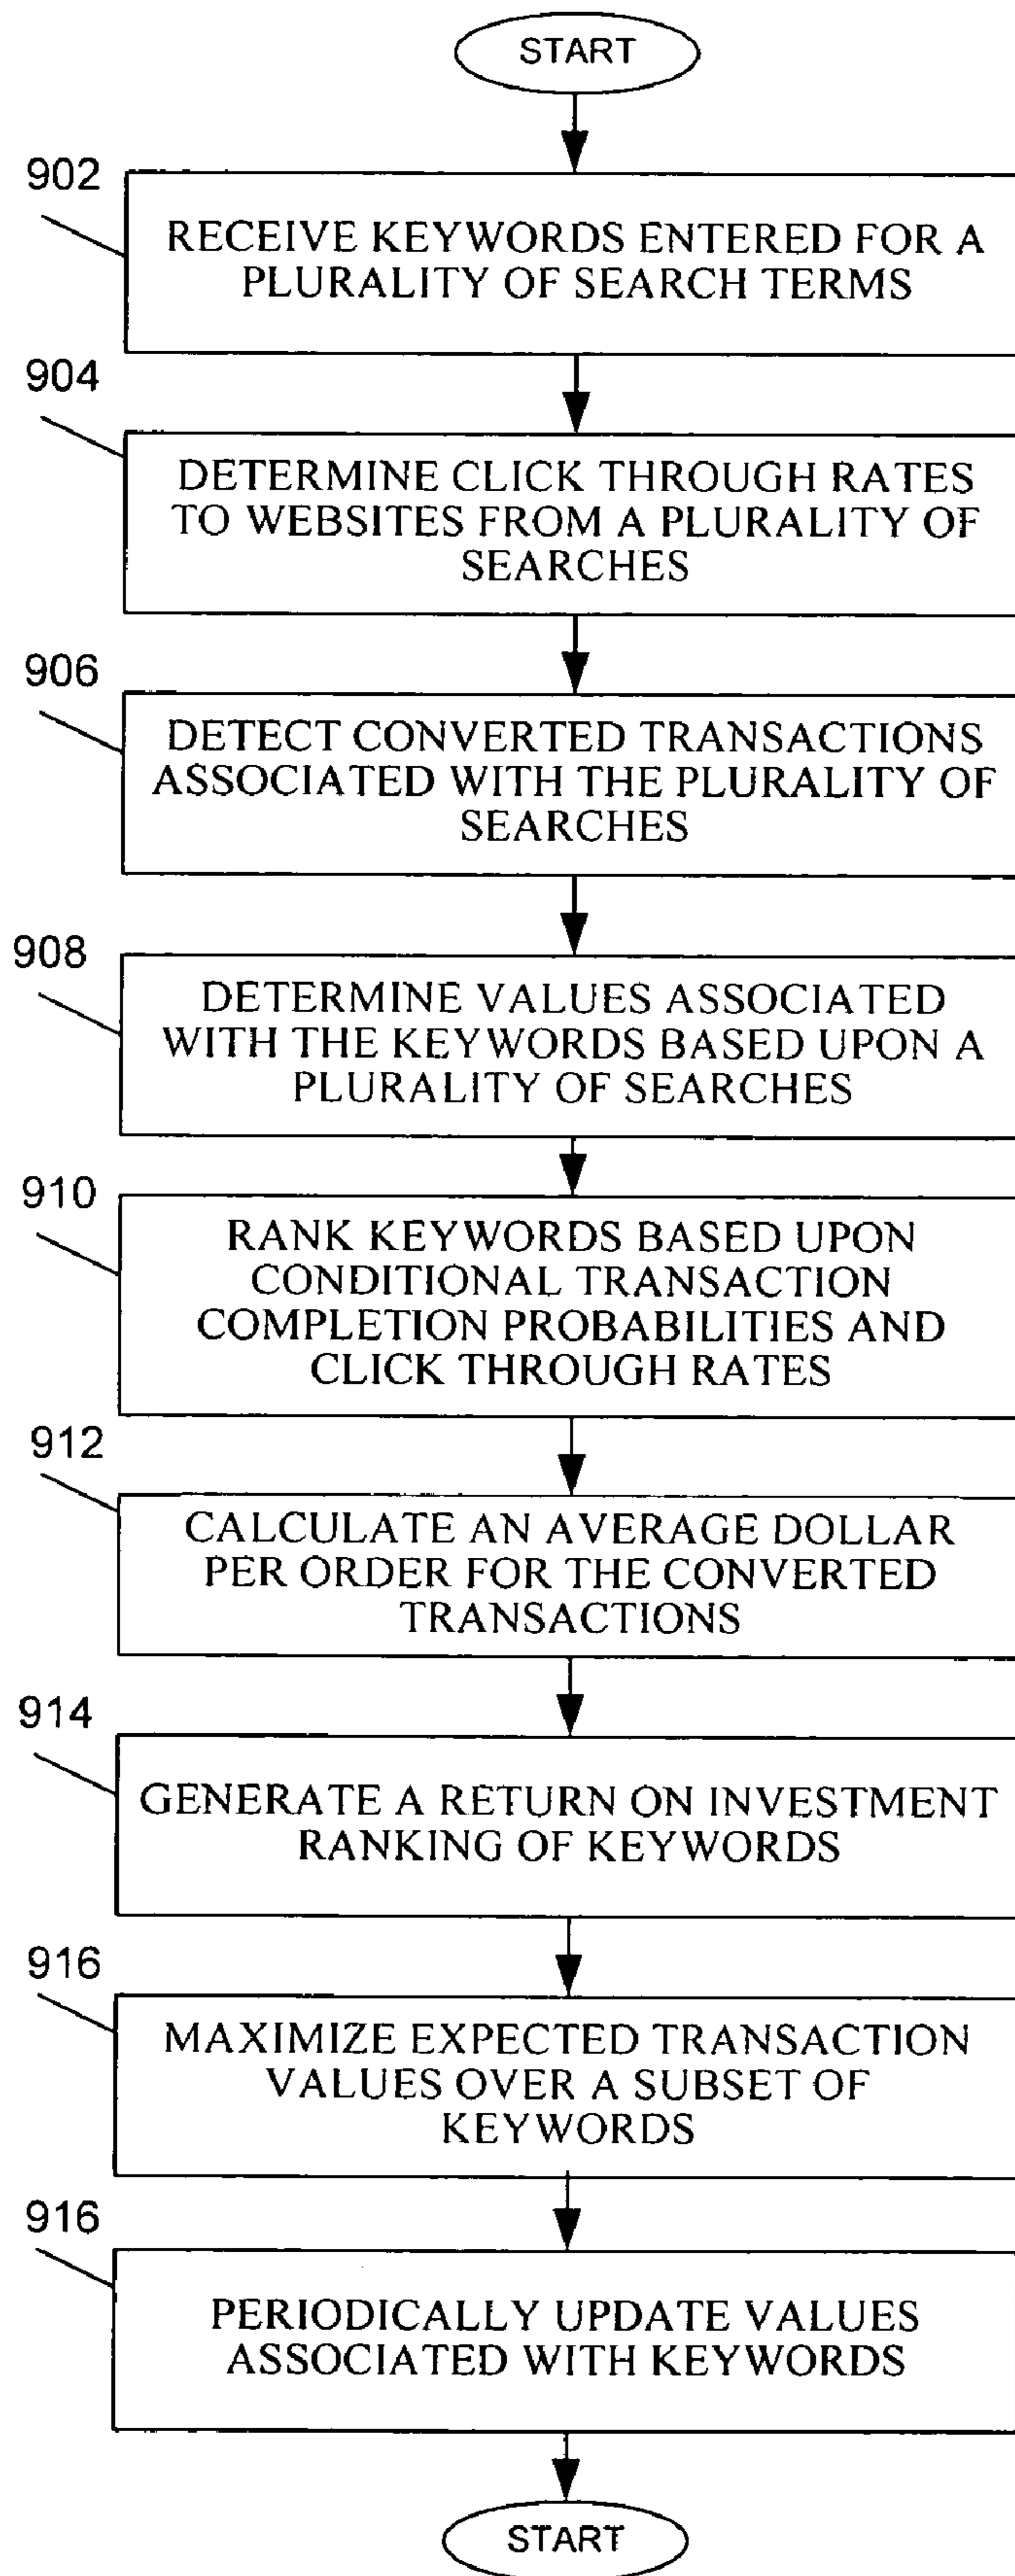 START
902
RECEIVE KEYWORDS ENTERED FOR A
PLURALITY OF SEARCH TERMS
904
DETERMINE CLICK THROUGH RATES
TO WEBSITES FROM A PLURALITY OF
SEARCHES
906
DETECT CONVERTED TRANSACTIONS
ASSOCIATED WITH THE PLURALITY OF
SEARCHES
908
DETERMINE VALUES ASSOCIATED
WITH THE KEYWORDS BASED UPON A
PLURALITY OF SEARCHES
910
RANK KEYWORDS BASED UPON
CONDITIONAL TRANSACTION
COMPLETION PROBABILITIES AND
CLICK THROUGH RATES
912
CALCULATE AN AVERAGE DOLLAR
PER ORDER FOR THE CONVERTED
TRANSACTIONS
914
GENERATE A RETURN ON INVESTMENT
RANKING OF KEYWORDS
916
MAXIMIZE EXPECTED TRANSACTION
VALUES OVER A SUBSET OF
KEYWORDS
916
PERIODICALLY UPDATE VALUES
ASSOCIATED WITH KEYWORDS
START